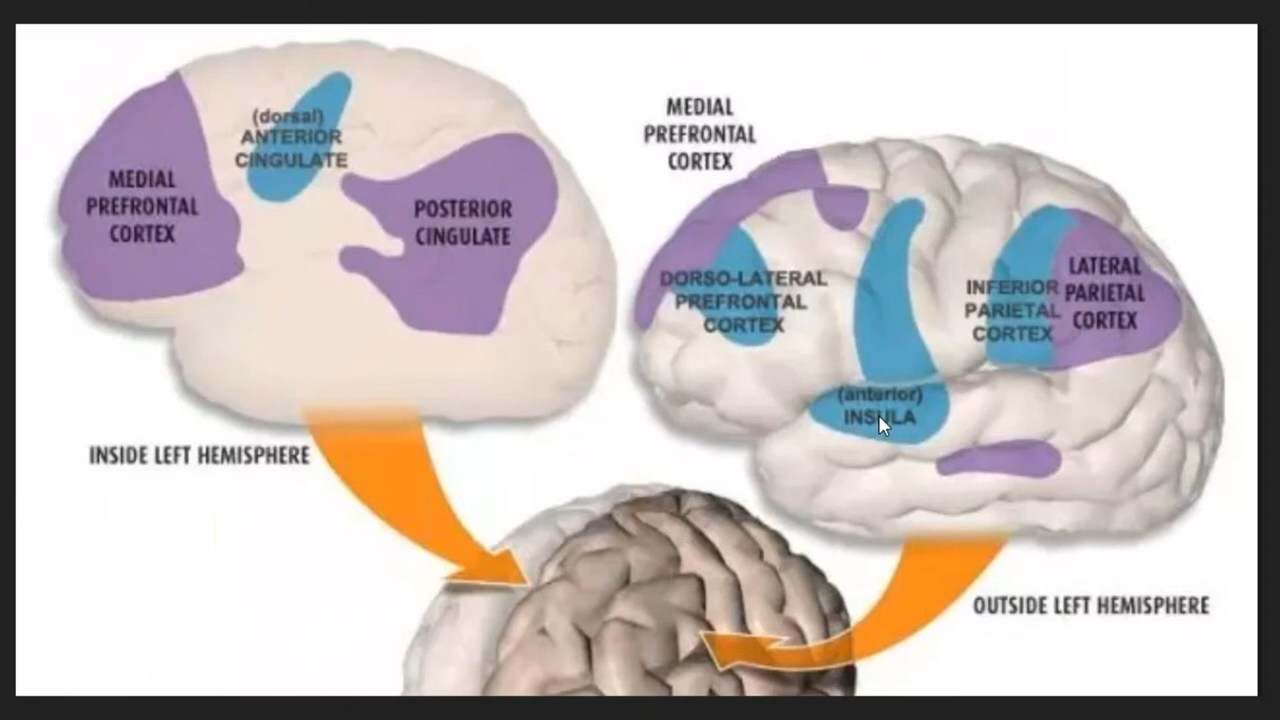 (dorsal)
ANTERIOR
CINGULATE
MEDIAL
PREFRONTAL
CORTEX
POSTERIOR
CINGULATE
INSIDE LEFT HEMISPHERE
MEDIAL
PREFRONTAL
CORTEX
DORSO-LATERAL
PREFRONTAL
CORTEX
INFERIOR
PARIETAL
CORTEX
LATERAL
PARIETAL
CORTEX
(anterior)
INSULA
OUTSIDE LEFT HEMISPHERE